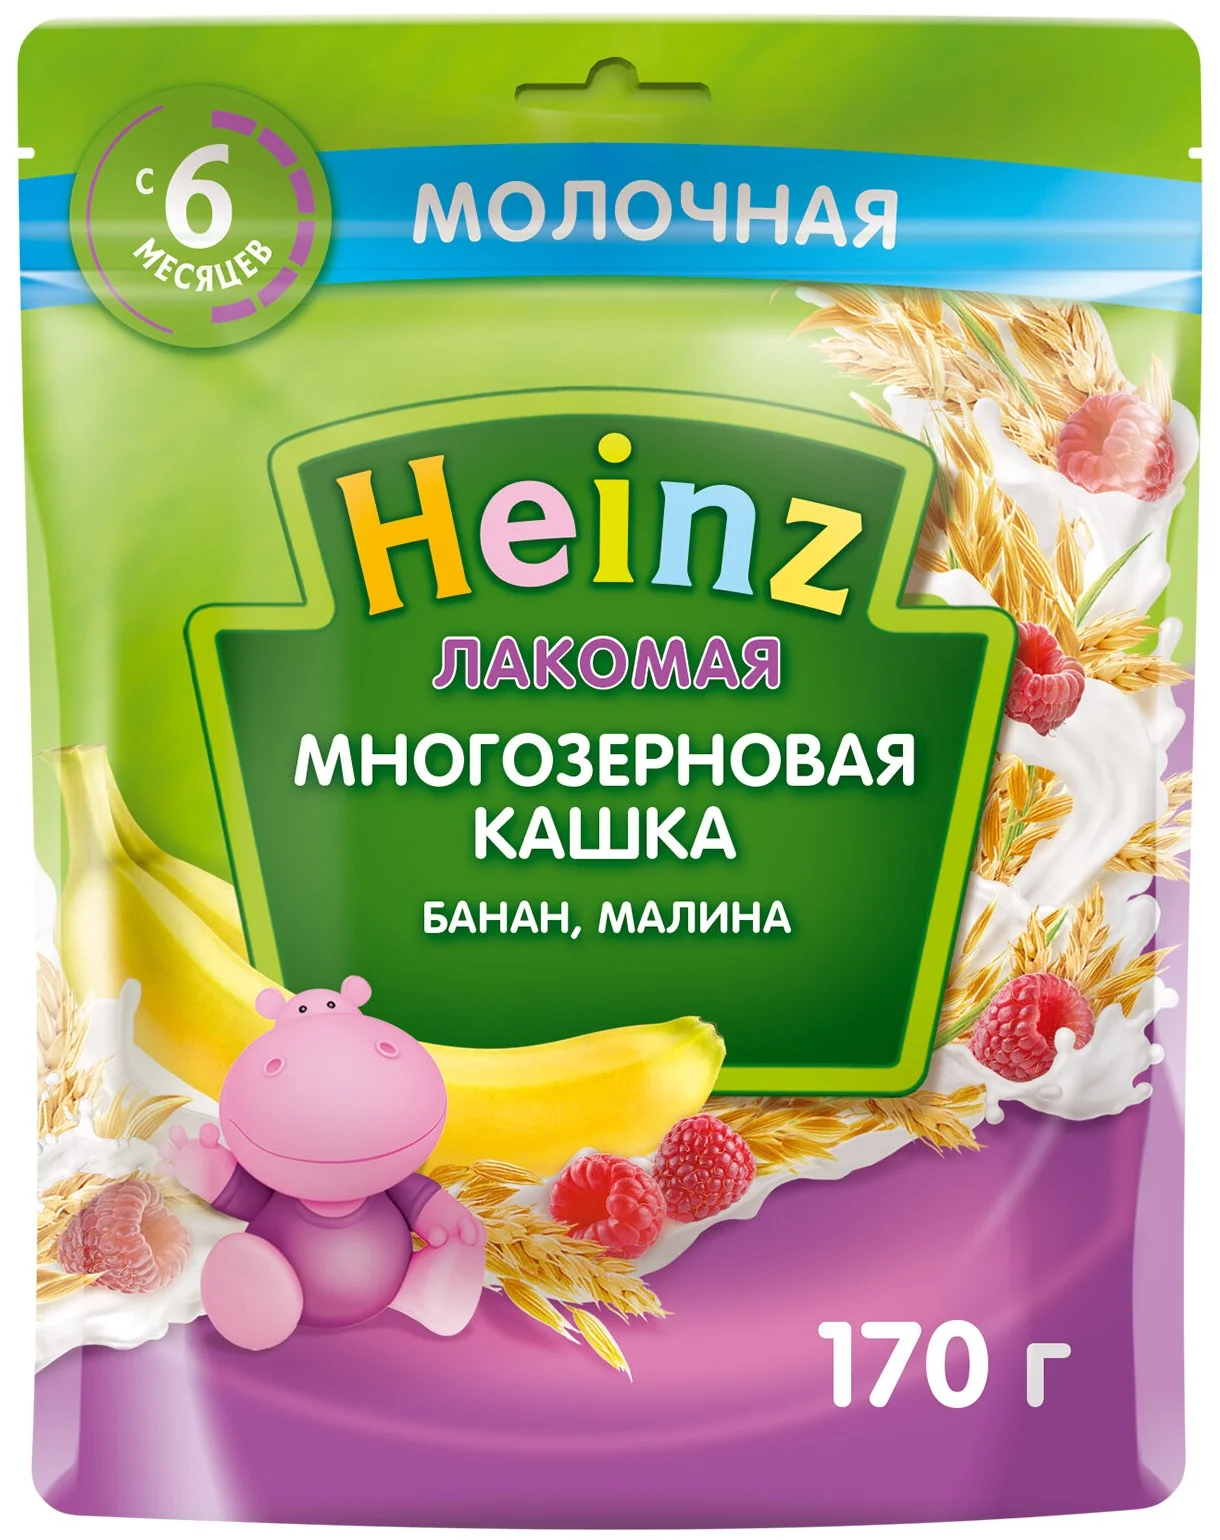 С 6
МЕСЯЦЕВ
МОЛОЧНАЯ
Heinz
ЛАКОМАЯ
МНОГОЗЕРНОВАЯ
КАШКА
БАНАН, МАЛИНА
170 г